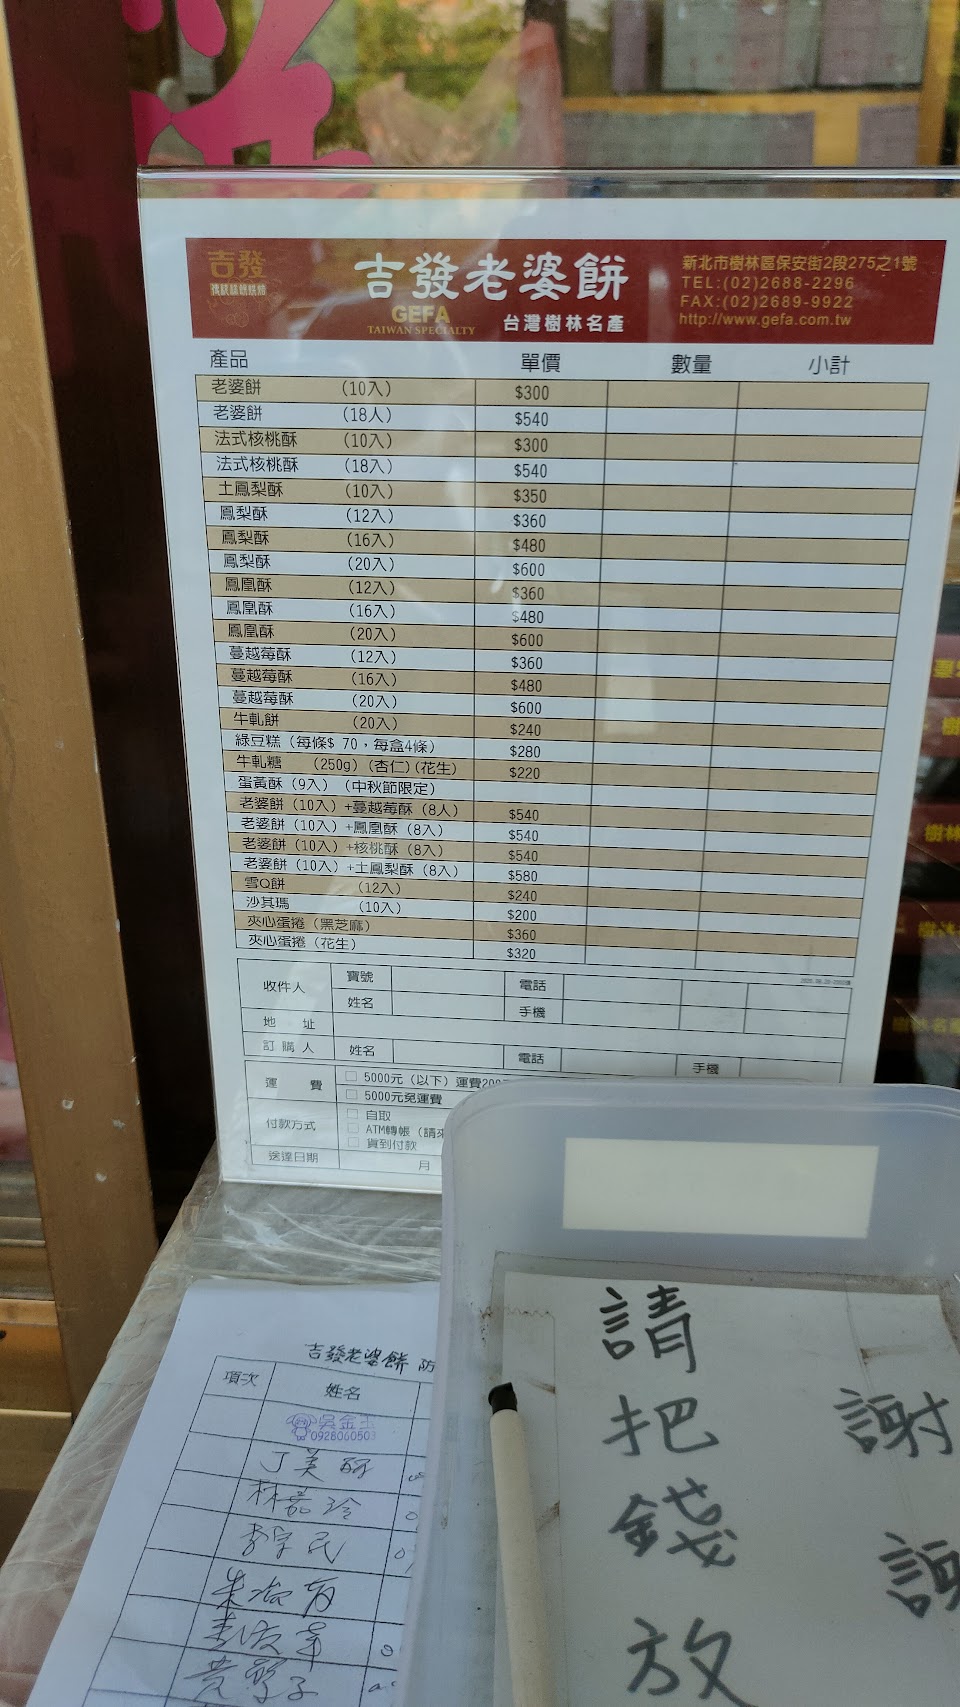 吉發
吉發老婆餅
GEFA
TAIWAN SPECIALTY
台灣樹林名產
新北市樹林區保安街2段275之1號
TEL:(02)2688-2296
FAX:(02)2689-9922
http://www.gefa.com.tw
產品 單價 數量 小計
老婆餅 (10入) $300
老婆餅 (18入) $540
法式核桃酥 (10入) $300
法式核桃酥 (18入) $540
土鳳梨酥 (10入) $350
鳳梨酥 (12入) $360
鳳梨酥 (16入) $480
鳳梨酥 (20入) $600
鳳凰酥 (12入) $360
鳳凰酥 (16入) $480
鳳凰酥 (20入) $600
蔓越莓酥 (12入) $360
蔓越莓酥 (16入) $480
蔓越莓酥 (20入) $600
牛軋餅 (20入) $240
綠豆糕（每條$ 70，每盒4條） $280
牛軋糖 (250g)(杏仁)(花生) $220
蛋黃酥（9入）（中秋節限定）
老婆餅（10入）+蔓越莓酥（8入） $540
老婆餅（10入）+鳳凰酥（8入） $540
老婆餅（10入）+核桃酥（8入） $540
老婆餅（10入）+土鳳梨酥（8入） $580
雪Q餅 (12入) $240
沙其瑪 (10入) $200
夾心蛋捲（黑芝麻） $360
夾心蛋捲（花生） $320
收件人 寶號 電話
姓名 手機
地 址
訂購人 姓名 電話 手機
運 費 □ 5000元（以下）運費200
□ 5000元免運費
付款方式 □ 自取
□ ATM轉帳（請來
□ 貨到付款
送達日期 月
吉發老婆餅 防
項次 姓名
吳金玉
0928060503
林嘉玲
請
把
錢
放
謝
謝